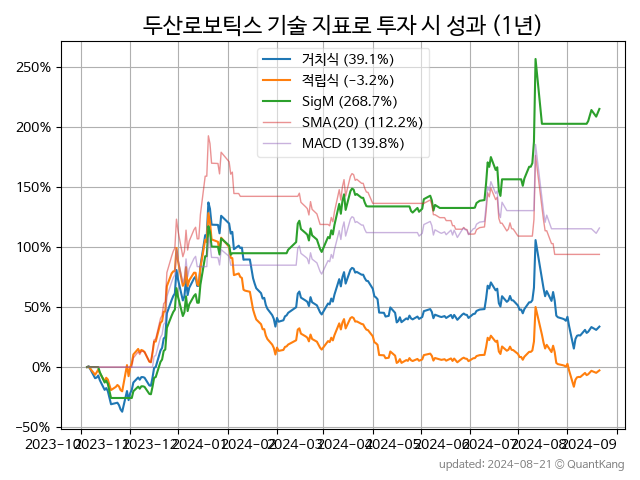 두산로보틱스 기술 지표로 투자 시 성과 (1년)
거치식 (39.1%)
적립식 (−3.2%)
SigM (268.7%)
SMA(20) (112.2%)
MACD (139.8%)
250%
200%
150%
100%
50%
0%
−50%
2023−10 2023−11 2023−12 2024−01 2024−02 2024−03 2024−04 2024−05 2024−06 2024−07 2024−08 2024−09
updated: 2024−08−21 ⓒ QuantKang